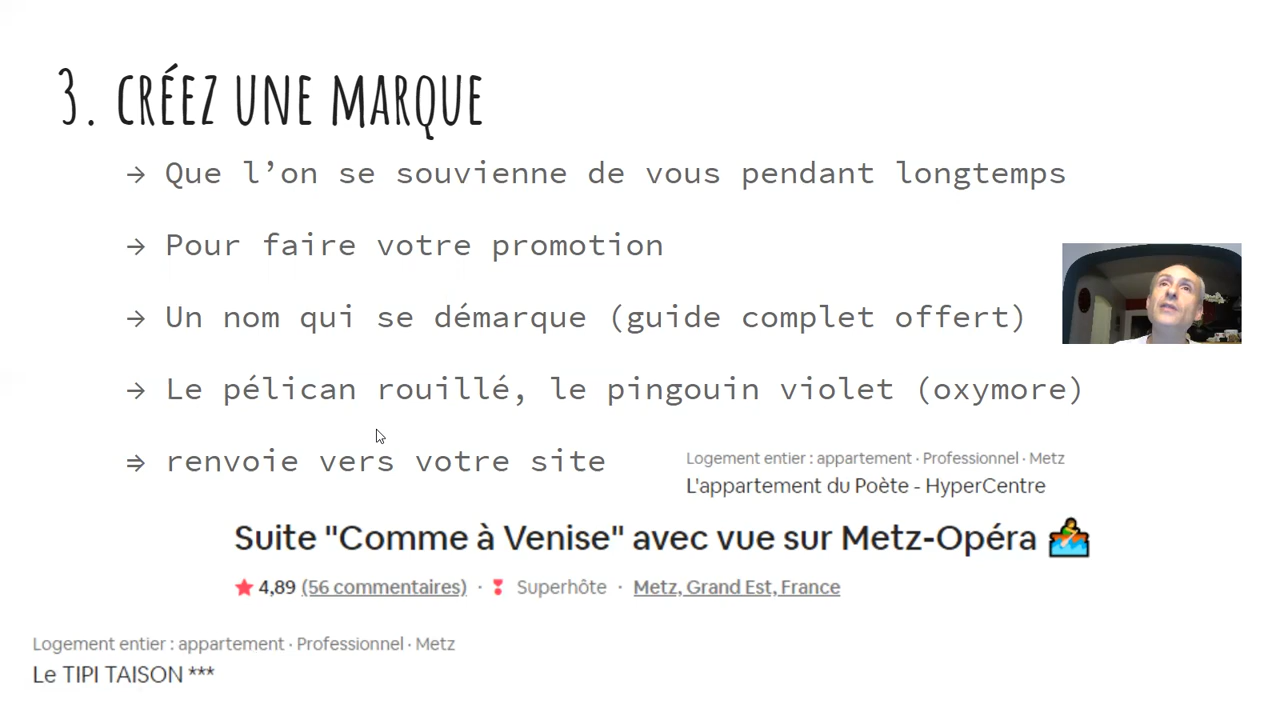 3. CRÉEZ UNE MARQUE
→ Que l’on se souvienne de vous pendant longtemps
→ Pour faire votre promotion
→ Un nom qui se démarque (guide complet offert)
→ Le pélican rouillé, le pingouin violet (oxymore)
⇒ renvoie vers votre site
Logement entier : appartement · Professionnel · Metz
L'appartement du Poète - HyperCentre
Suite "Comme à Venise" avec vue sur Metz-Opéra 🚣
★ 4,89 (56 commentaires) · Superhôte · Metz, Grand Est, France
Logement entier : appartement · Professionnel · Metz
Le TIPI TAISON ***